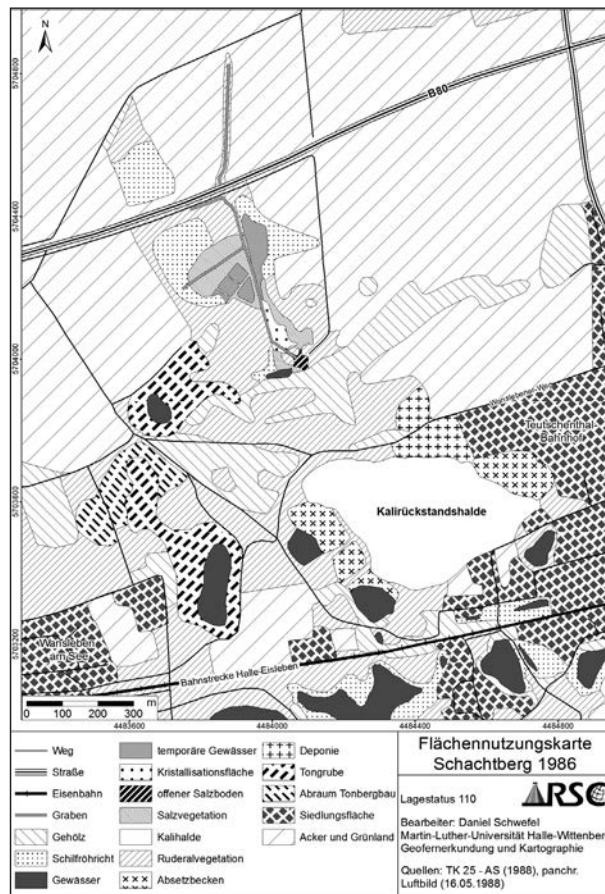 N
5704800
B80
5704400
5704000
Wanslebener Weg
Teutschenthal-
Bahnhof
Kalirückstandshalde
5703600
5703200
Wansleben
am See
Bahnstrecke Halle-Eisleben
m
0 100 200 300
4483600 4484000 4484400 4484800
Weg
Straße
Eisenbahn
Graben
Gehölz
Schilfröhricht
Gewässer
temporäre Gewässer
Kristallisationsfläche
offener Salzboden
Salzvegetation
Kalihalde
Ruderalvegetation
Absetzbecken
Deponie
Tongrube
Abraum Tonbergbau
Siedlungsfläche
Acker und Grünland
Flächennutzungskarte
Schachtberg 1986
Lagestatus 110
RSC
Bearbeiter: Daniel Schwefel
Martin-Luther-Universität Halle-Wittenberg
Geofernerkundung und Kartographie
Quellen: TK 25 - AS (1988), panchr.
Luftbild (16.05.1988)